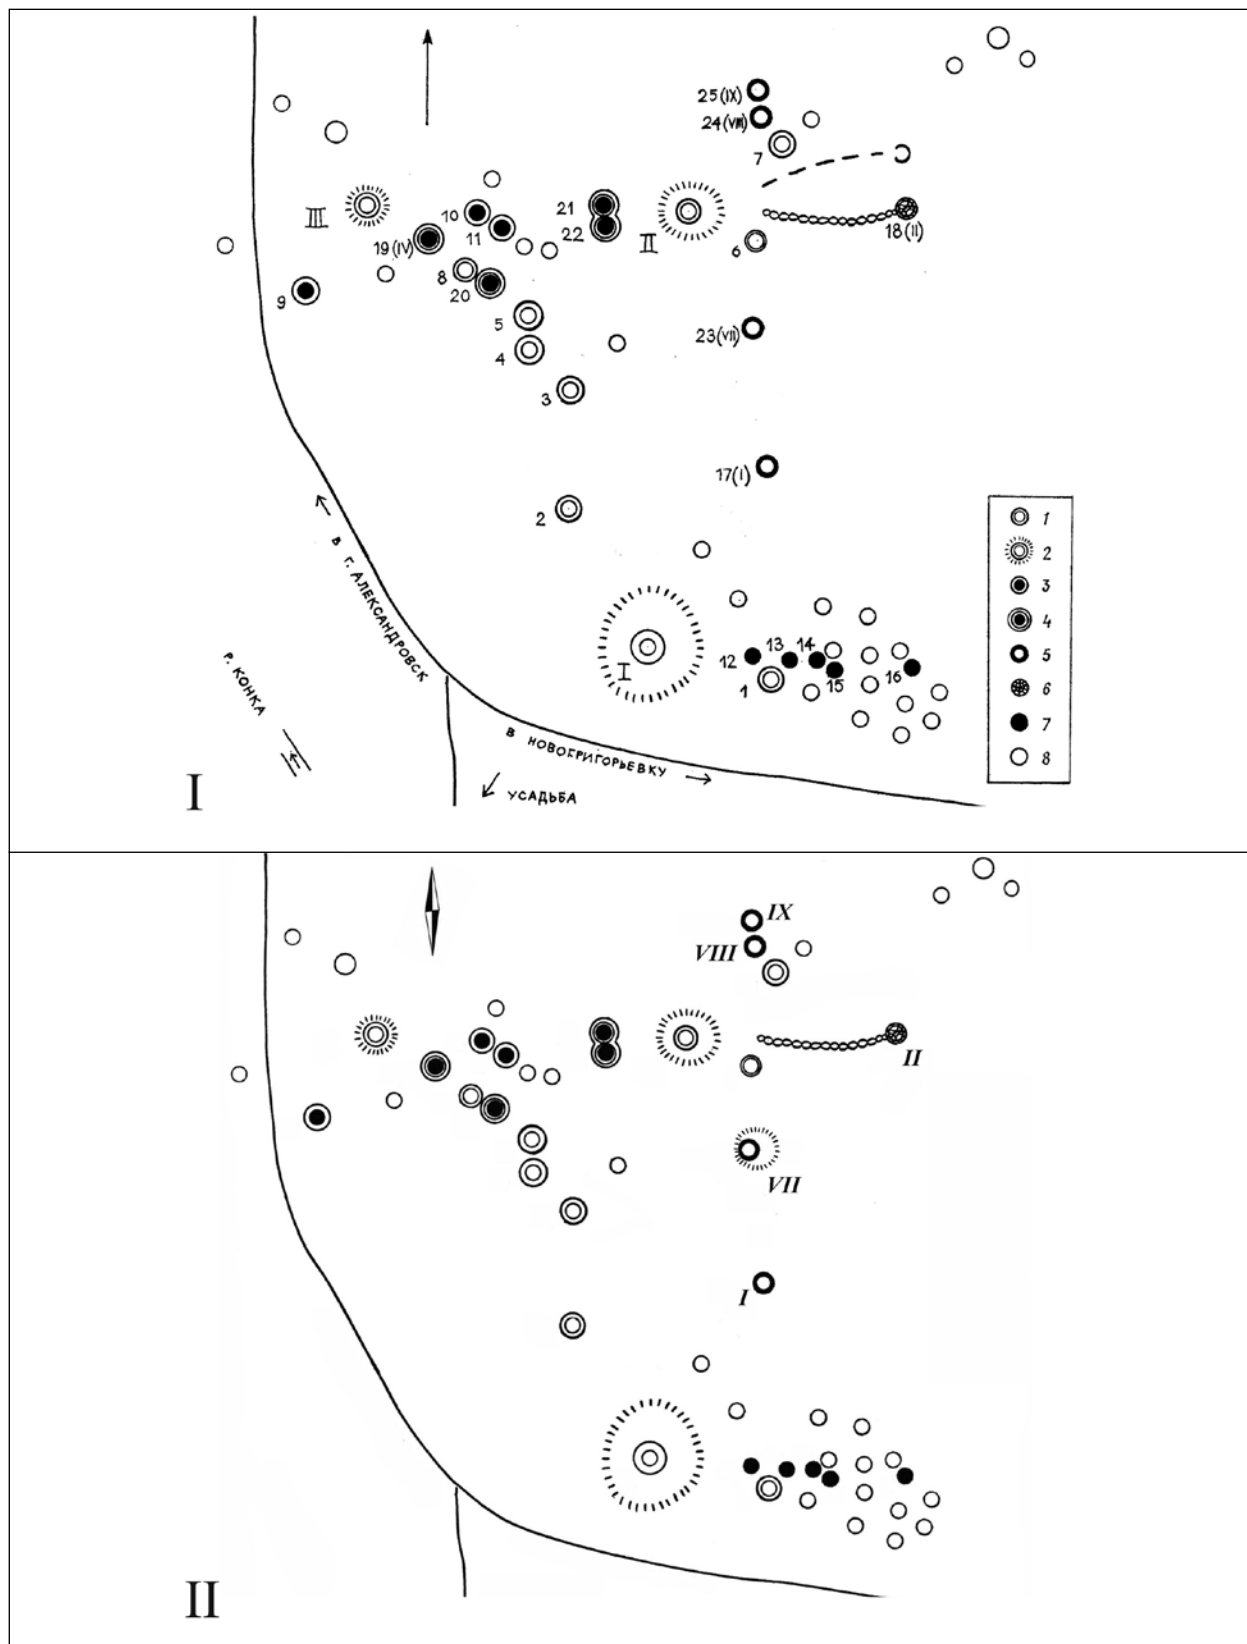 25(IX)
24(VIII)
7
III
10
11
19(IV)
21
22
II
18(II)
6
8
20
9
5
4
23(VII)
3
17(I)
2
В Г. АЛЕКСАНДРОВСК
1
2
3
4
5
6
7
8
12
13
14
15
16
1
I
Р. КОНКА
В НОВОГРИГОРЬЕВКУ
УСАДЬБА
I
IX
VIII
II
VII
I
II